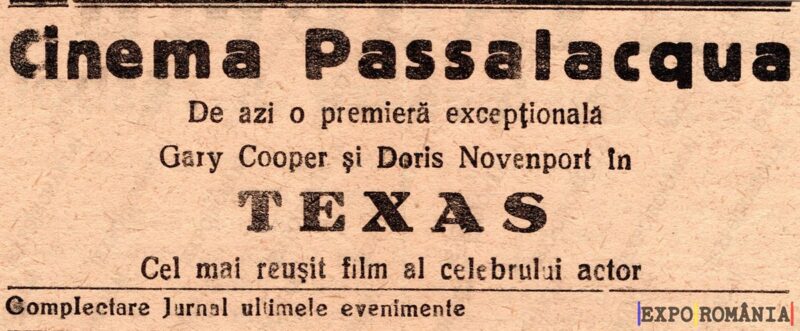 Cinema Passalacqua
De azi o premieră excepţională
Gary Cooper şi Doris Novenport în
TEXAS
Cel mai reuşit film al celebrului actor
Complectare Jurnal ultimele evenimente
EXPO ROMÂNIA